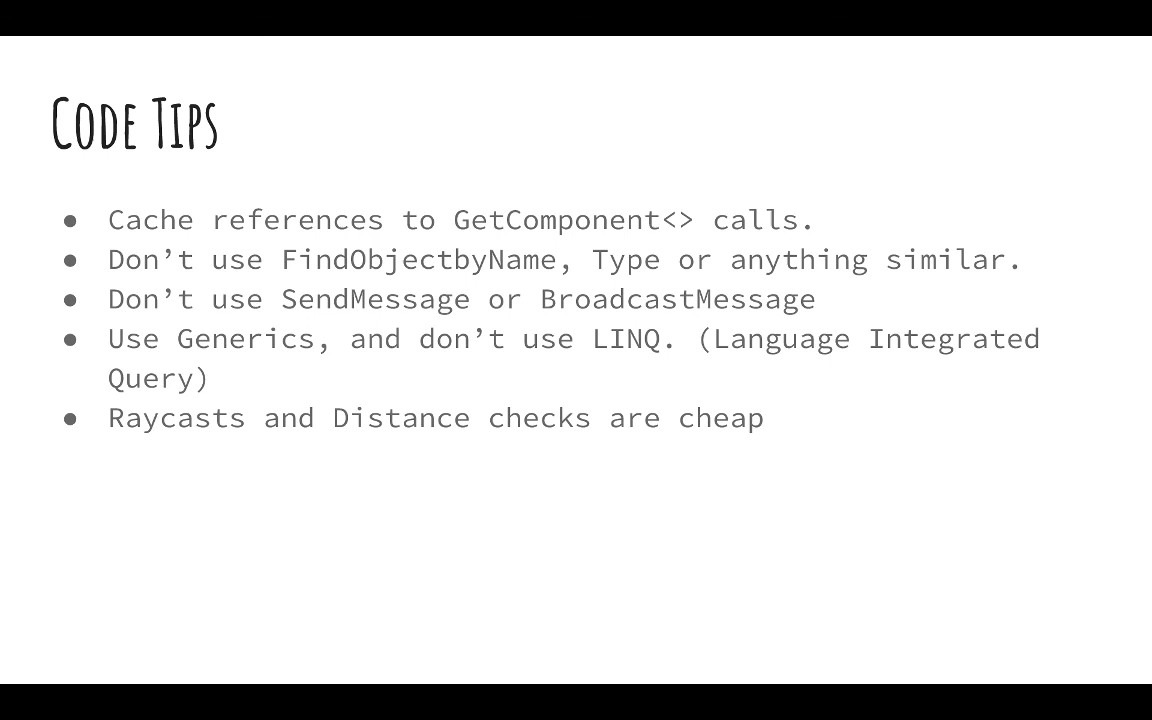 Code Tips
● Cache references to GetComponent<> calls.
● Don’t use FindObjectbyName, Type or anything similar.
● Don’t use SendMessage or BroadcastMessage
● Use Generics, and don’t use LINQ. (Language Integrated
Query)
● Raycasts and Distance checks are cheap